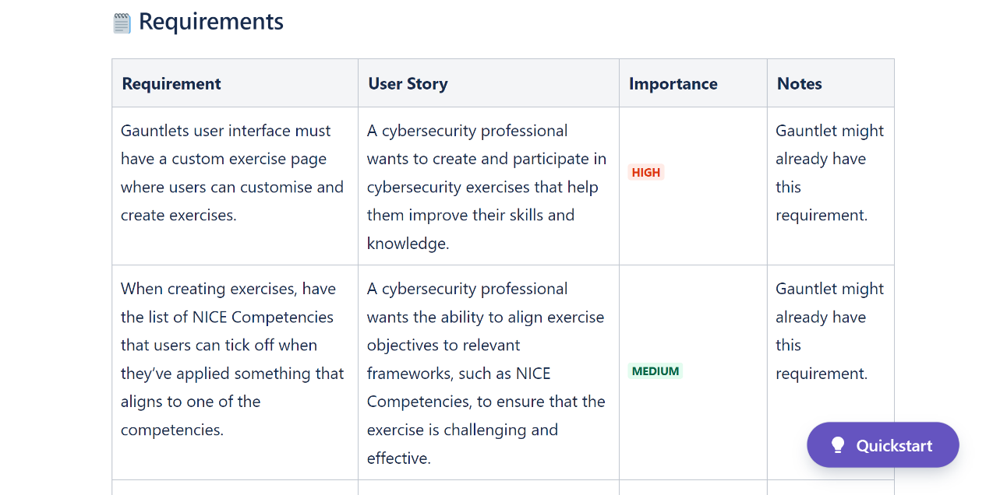 Requirements
Requirement
User Story
Importance
Notes
Gauntlets user interface must
have a custom exercise page
where users can customise and
create exercises.
A cybersecurity professional
wants to create and participate in
cybersecurity exercises that help
them improve their skills and
knowledge.
HIGH
Gauntlet might
already have
this
requirement.
When creating exercises, have
the list of NICE Competencies
that users can tick off when
they’ve applied something that
aligns to one of the
competencies.
A cybersecurity professional
wants the ability to align exercise
objectives to relevant
frameworks, such as NICE
Competencies, to ensure that the
exercise is challenging and
effective.
MEDIUM
Gauntlet might
already have
this
requirement.
Quickstart